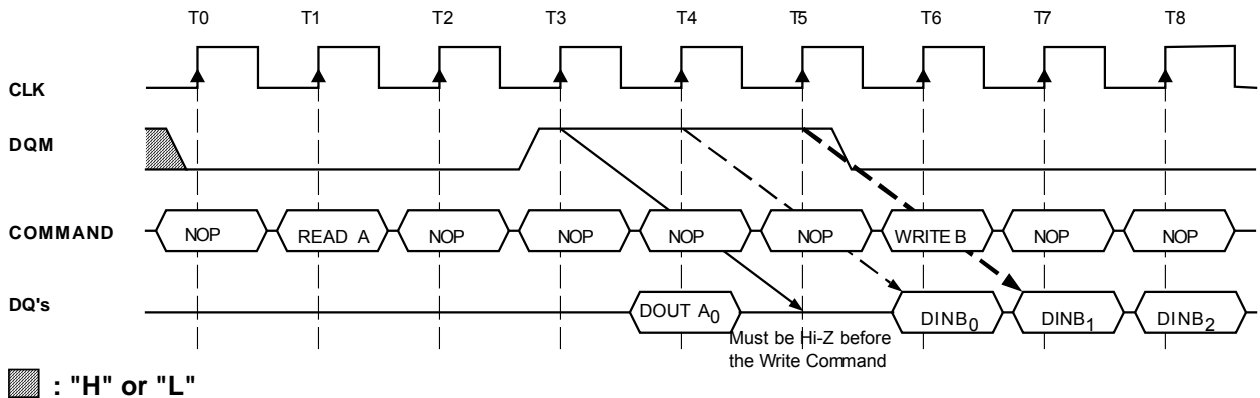 T0 T1 T2 T3 T4 T5 T6 T7 T8
CLK
DQM
COMMAND NOP READ A NOP NOP NOP NOP WRITE B NOP NOP
DQ's DOUT A0 DINB0 DINB1 DINB2
Must be Hi-Z before
the Write Command
: "H" or "L"